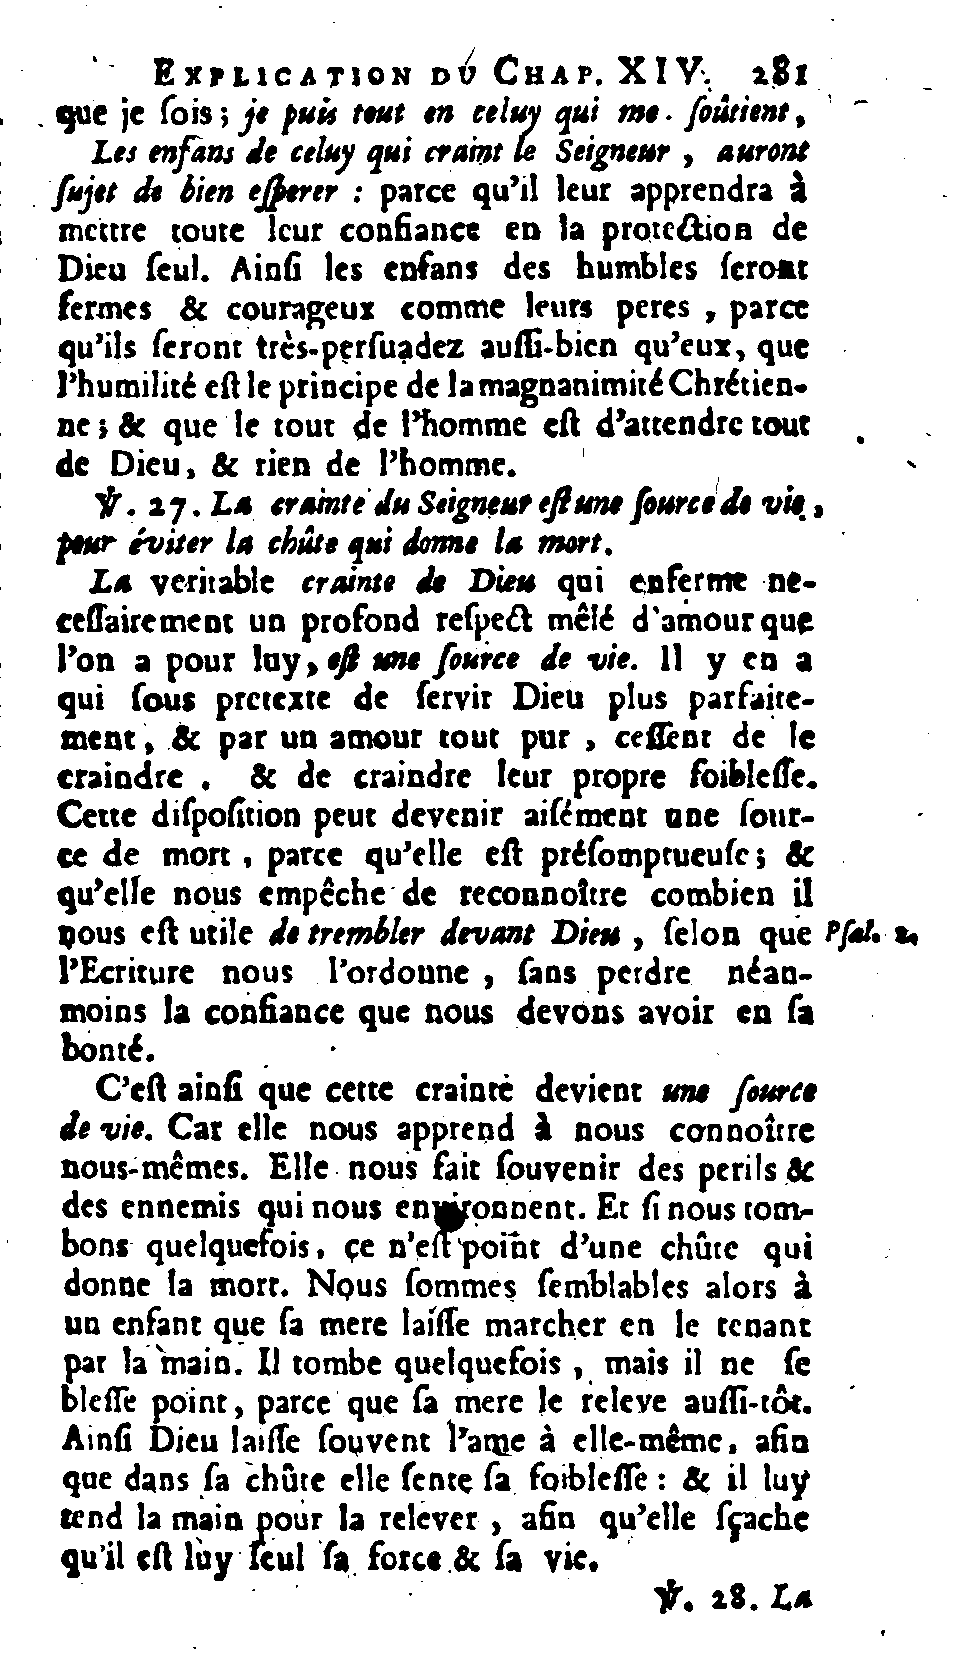 EXPLICATION DU CHAP. XIV. 281
que je ſois; je puis tout en celuy qui me ſoûtient,
Les enfans de celuy qui craint le Seigneur, auront
ſujet de bien eſperer : parce qu'il leur apprendra à
mettre toute leur confiance en la protection de
Dieu ſeul. Ainſi les enfans des humbles ſeront
fermes & courageux comme leurs peres, parce
qu'ils ſeront très-perſuadez auſſi-bien qu'eux, que
l'humilité eſt le principe de la magnanimité Chrétien-
ne; & que le tout de l'homme eſt d'attendre tout
de Dieu, & rien de l'homme.
℣. 27. La crainte du Seigneur eſt une ſource de vie,
pour éviter la chûte qui donne la mort.
La veritable crainte de Dieu qui enferme ne-
ceſſairement un profond reſpect mêlé d'amour que
l'on a pour luy, eſt une ſource de vie. Il y en a
qui ſous pretexte de ſervir Dieu plus parfaite-
ment, & par un amour tout pur, ceſſent de le
craindre, & de craindre leur propre foibleſſe.
Cette diſpoſition peut devenir aiſément une ſour-
ce de mort, parce qu'elle eſt préſomptueuſe; &
qu'elle nous empêche de reconnoître combien il
nous eſt utile de trembler devant Dieu, ſelon que Pſal. 2.
l'Ecriture nous l'ordonne, ſans perdre néan-
moins la confiance que nous devons avoir en ſa
bonté.
C'eſt ainſi que cette crainte devient une ſource
de vie. Car elle nous apprend à nous connoître
nous-mêmes. Elle nous fait ſouvenir des perils &
des ennemis qui nous environnent. Et ſi nous tom-
bons quelquefois, ce n'eſt point d'une chûte qui
donne la mort. Nous ſommes ſemblables alors à
un enfant que ſa mere laiſſe marcher en le tenant
par la main. Il tombe quelquefois, mais il ne ſe
bleſſe point, parce que ſa mere le releve auſſi-tôt.
Ainſi Dieu laiſſe ſouvent l'ame à elle-même, afin
que dans ſa chûte elle ſente ſa foibleſſe : & il luy
tend la main pour la relever, afin qu'elle ſçache
qu'il eſt luy ſeul ſa force & ſa vie.
℣. 28. La